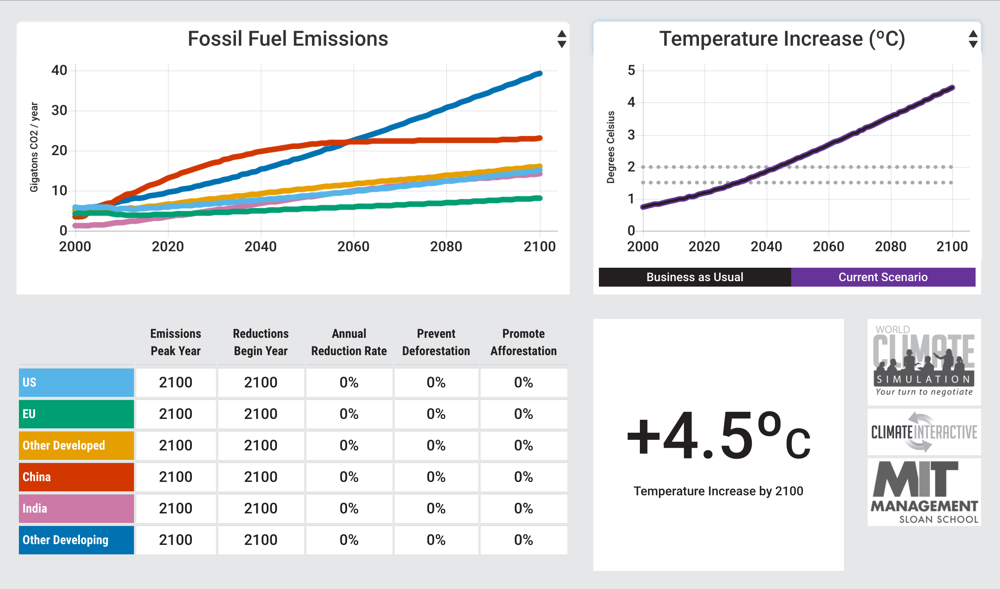 Fossil Fuel Emissions
Gigatons CO2 / year
40
30
20
10
0
2000 2020 2040 2060 2080 2100
Temperature Increase (ºC)
Degrees Celsius
5
4
3
2
1
0
2000 2020 2040 2060 2080 2100
Business as Usual Current Scenario
Emissions Reductions Annual Prevent Promote
Peak Year Begin Year Reduction Rate Deforestation Afforestation
US 2100 2100 0% 0% 0%
EU 2100 2100 0% 0% 0%
Other Developed 2100 2100 0% 0% 0%
China 2100 2100 0% 0% 0%
India 2100 2100 0% 0% 0%
Other Developing 2100 2100 0% 0% 0%
+4.5ºC
Temperature Increase by 2100
WORLD
CLIMATE
SIMULATION
Your turn to negotiate
CLIMATE INTERACTIVE
MIT
MANAGEMENT
SLOAN SCHOOL